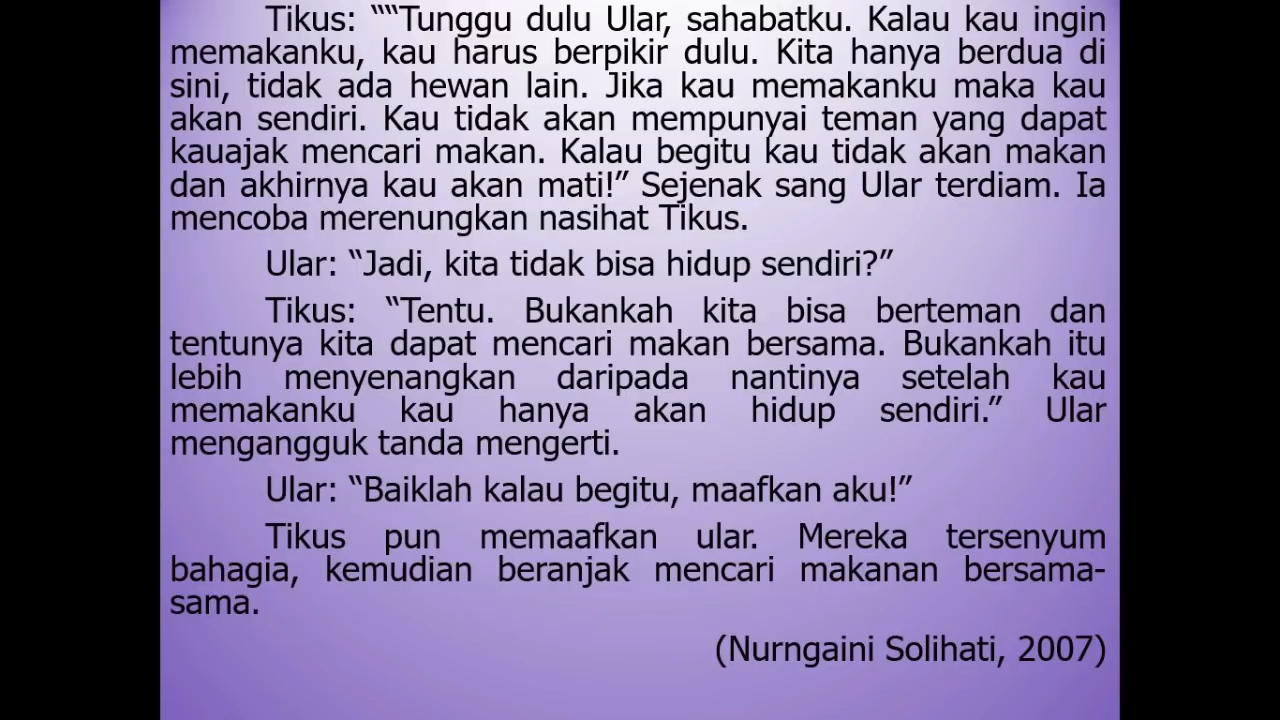 Tikus: ““Tunggu dulu Ular, sahabatku. Kalau kau ingin
memakanku, kau harus berpikir dulu. Kita hanya berdua di
sini, tidak ada hewan lain. Jika kau memakanku maka kau
akan sendiri. Kau tidak akan mempunyai teman yang dapat
kauajak mencari makan. Kalau begitu kau tidak akan makan
dan akhirnya kau akan mati!” Sejenak sang Ular terdiam. Ia
mencoba merenungkan nasihat Tikus.
Ular: “Jadi, kita tidak bisa hidup sendiri?”
Tikus: “Tentu. Bukankah kita bisa berteman dan
tentunya kita dapat mencari makan bersama. Bukankah itu
lebih menyenangkan daripada nantinya setelah kau
memakanku kau hanya akan hidup sendiri.” Ular
mengangguk tanda mengerti.
Ular: “Baiklah kalau begitu, maafkan aku!”
Tikus pun memaafkan ular. Mereka tersenyum
bahagia, kemudian beranjak mencari makanan bersama-
sama.
(Nurngaini Solihati, 2007)